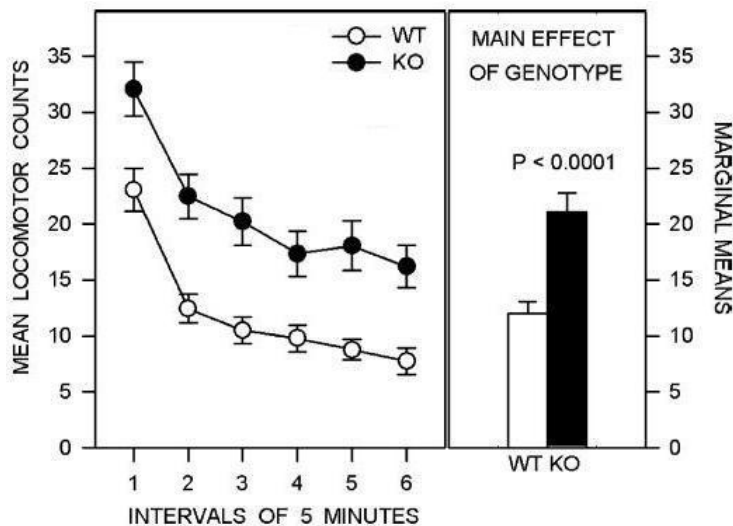 MEAN LOCOMOTOR COUNTS
35
30
25
20
15
10
5
0
WT
KO
1 2 3 4 5 6
INTERVALS OF 5 MINUTES
MAIN EFFECT
OF GENOTYPE
P < 0.0001
WT KO
35
30
25
20
15
10
5
0
MARGINAL MEANS